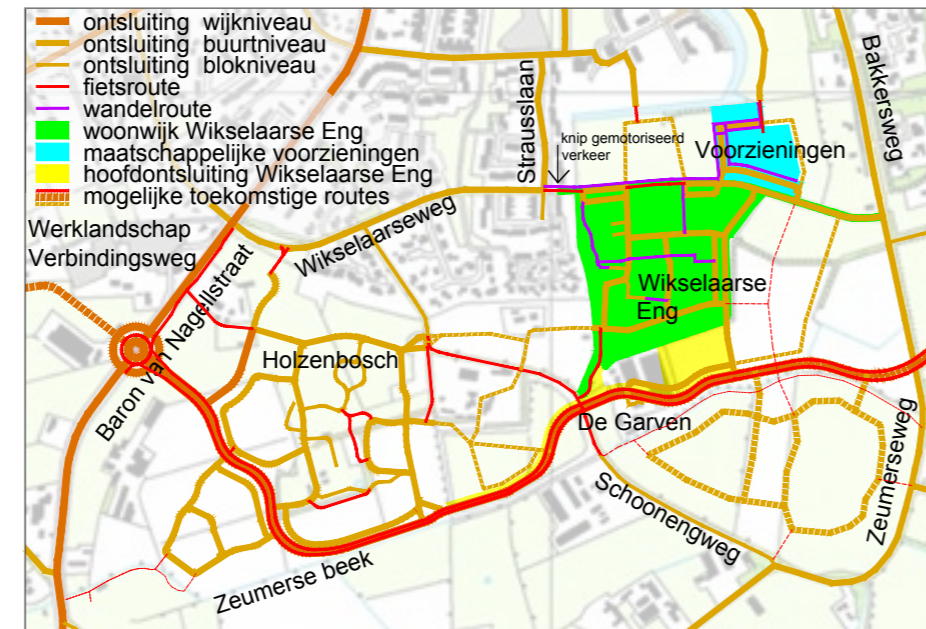 ontsluiting wijkniveau
ontsluiting buurtniveau
ontsluiting blokniveau
fietsroute
wandelroute
woonwijk Wikselaarse Eng
maatschappelijke voorzieningen
hoofdontsluiting Wikselaarse Eng
mogelijke toekomstige routes
Werklandschap
Verbindingsweg
Baron van Nagellstraat
Wikselaarseweg
Strausslaan
knip gemotoriseerd
verkeer
Voorzieningen
Bakkersweg
Wikselaarse
Eng
Holzenbosch
De Garven
Schoonengweg
Zeumerseweg
Zeumerse beek